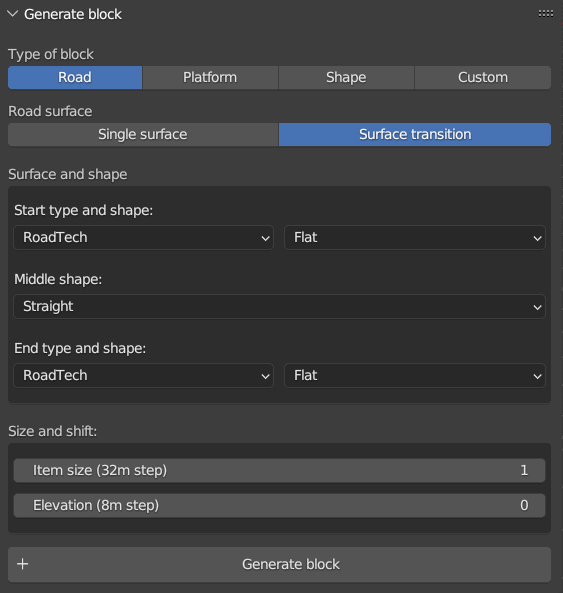 Generate block
Type of block
Road Platform Shape Custom
Road surface
Single surface Surface transition
Surface and shape
Start type and shape:
RoadTech Flat
Middle shape:
Straight
End type and shape:
RoadTech Flat
Size and shift:
Item size (32m step) 1
Elevation (8m step) 0
Generate block